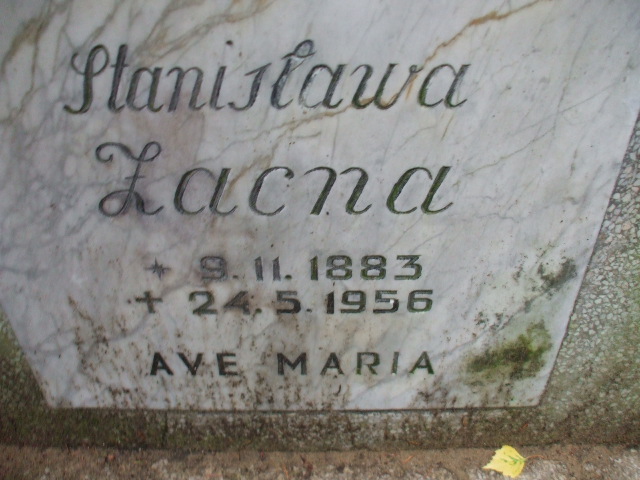 Stanisława
Zacna
* 9.11.1883
+ 24.5.1956
AVE MARIA